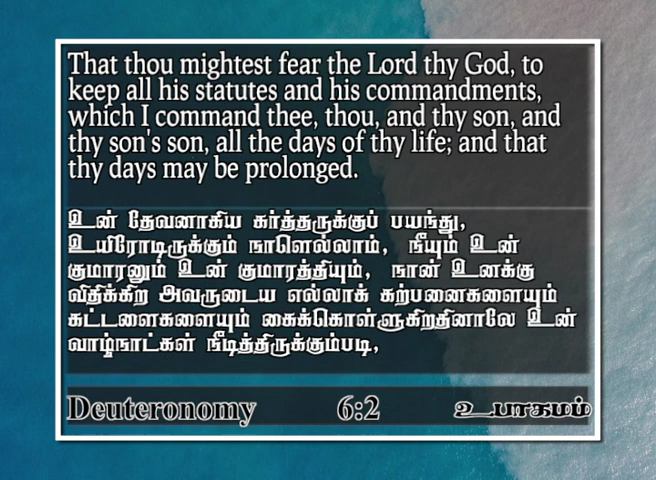 That thou mightest fear the Lord thy God, to
keep all his statutes and his commandments,
which I command thee, thou, and thy son, and
thy son's son, all the days of thy life; and that
thy days may be prolonged.
உன் தேவனாகிய கர்த்தருக்குப் பயந்து,
உயிரோடிருக்கும் நாளெல்லாம், நீயும் உன்
குமாரனும் உன் குமாரத்தியும், நான் உனக்கு
விதிக்கிற அவருடைய எல்லாக் கற்பனைகளையும்
கட்டளைகளையும் கைக்கொள்ளுகிறதினாலே உன்
வாழ்நாட்கள் நீடித்திருக்கும்படி,
Deuteronomy 6:2 உபாகமம்